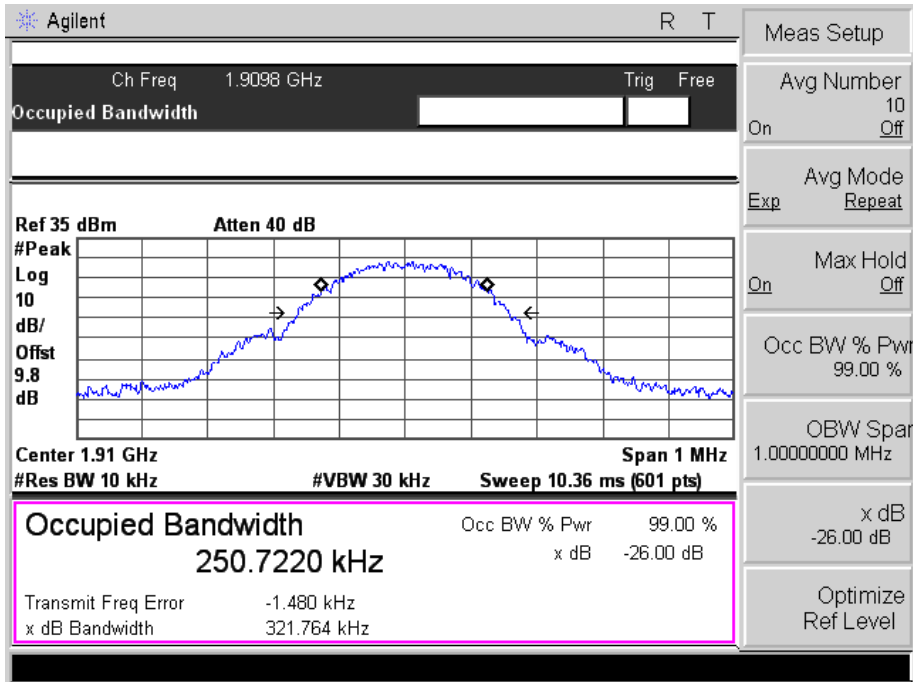 Agilent R T
Ch Freq 1.9098 GHz Trig Free
Occupied Bandwidth
Ref 35 dBm Atten 40 dB
#Peak
Log
10
dB/
Offst
9.8
dB
Center 1.91 GHz Span 1 MHz
#Res BW 10 kHz #VBW 30 kHz Sweep 10.36 ms (601 pts)
Occupied Bandwidth Occ BW % Pwr 99.00 %
250.7220 kHz x dB -26.00 dB
Transmit Freq Error -1.480 kHz
x dB Bandwidth 321.764 kHz
Meas Setup
Avg Number
10
On Off
Avg Mode
Exp Repeat
Max Hold
On Off
Occ BW % Pwr
99.00 %
OBW Span
1.00000000 MHz
x dB
-26.00 dB
Optimize
Ref Level